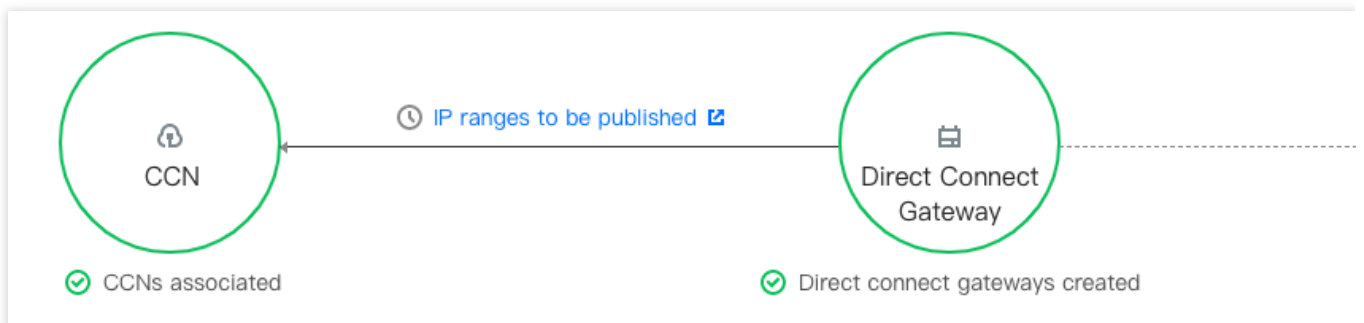 IP ranges to be published
CCN
Direct Connect
Gateway
CCNs associated
Direct connect gateways created